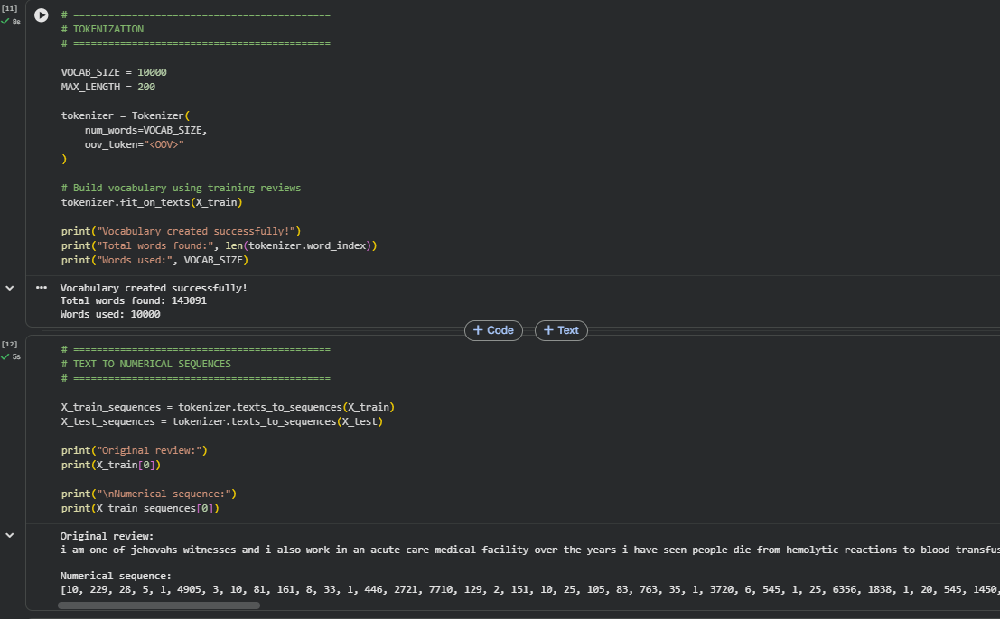 [11]
8s
# ============================================
# TOKENIZATION
# ============================================
VOCAB_SIZE = 10000
MAX_LENGTH = 200
tokenizer = Tokenizer(
    num_words=VOCAB_SIZE,
    oov_token="<OOV>"
)
# Build vocabulary using training reviews
tokenizer.fit_on_texts(X_train)
print("Vocabulary created successfully!")
print("Total words found:", len(tokenizer.word_index))
print("Words used:", VOCAB_SIZE)
Vocabulary created successfully!
Total words found: 143091
Words used: 10000
+ Code + Text
[12]
5s
# ============================================
# TEXT TO NUMERICAL SEQUENCES
# ============================================
X_train_sequences = tokenizer.texts_to_sequences(X_train)
X_test_sequences = tokenizer.texts_to_sequences(X_test)
print("Original review:")
print(X_train[0])
print("\nNumerical sequence:")
print(X_train_sequences[0])
Original review:
i am one of jehovahs witnesses and i also work in an acute care medical facility over the years i have seen people die from hemolytic reactions to blood transfus
Numerical sequence:
[10, 229, 28, 5, 1, 4905, 3, 10, 81, 161, 8, 33, 1, 446, 2721, 7710, 129, 2, 151, 10, 25, 105, 83, 763, 35, 1, 3720, 6, 545, 1, 25, 6356, 1838, 1, 20, 545, 1450,